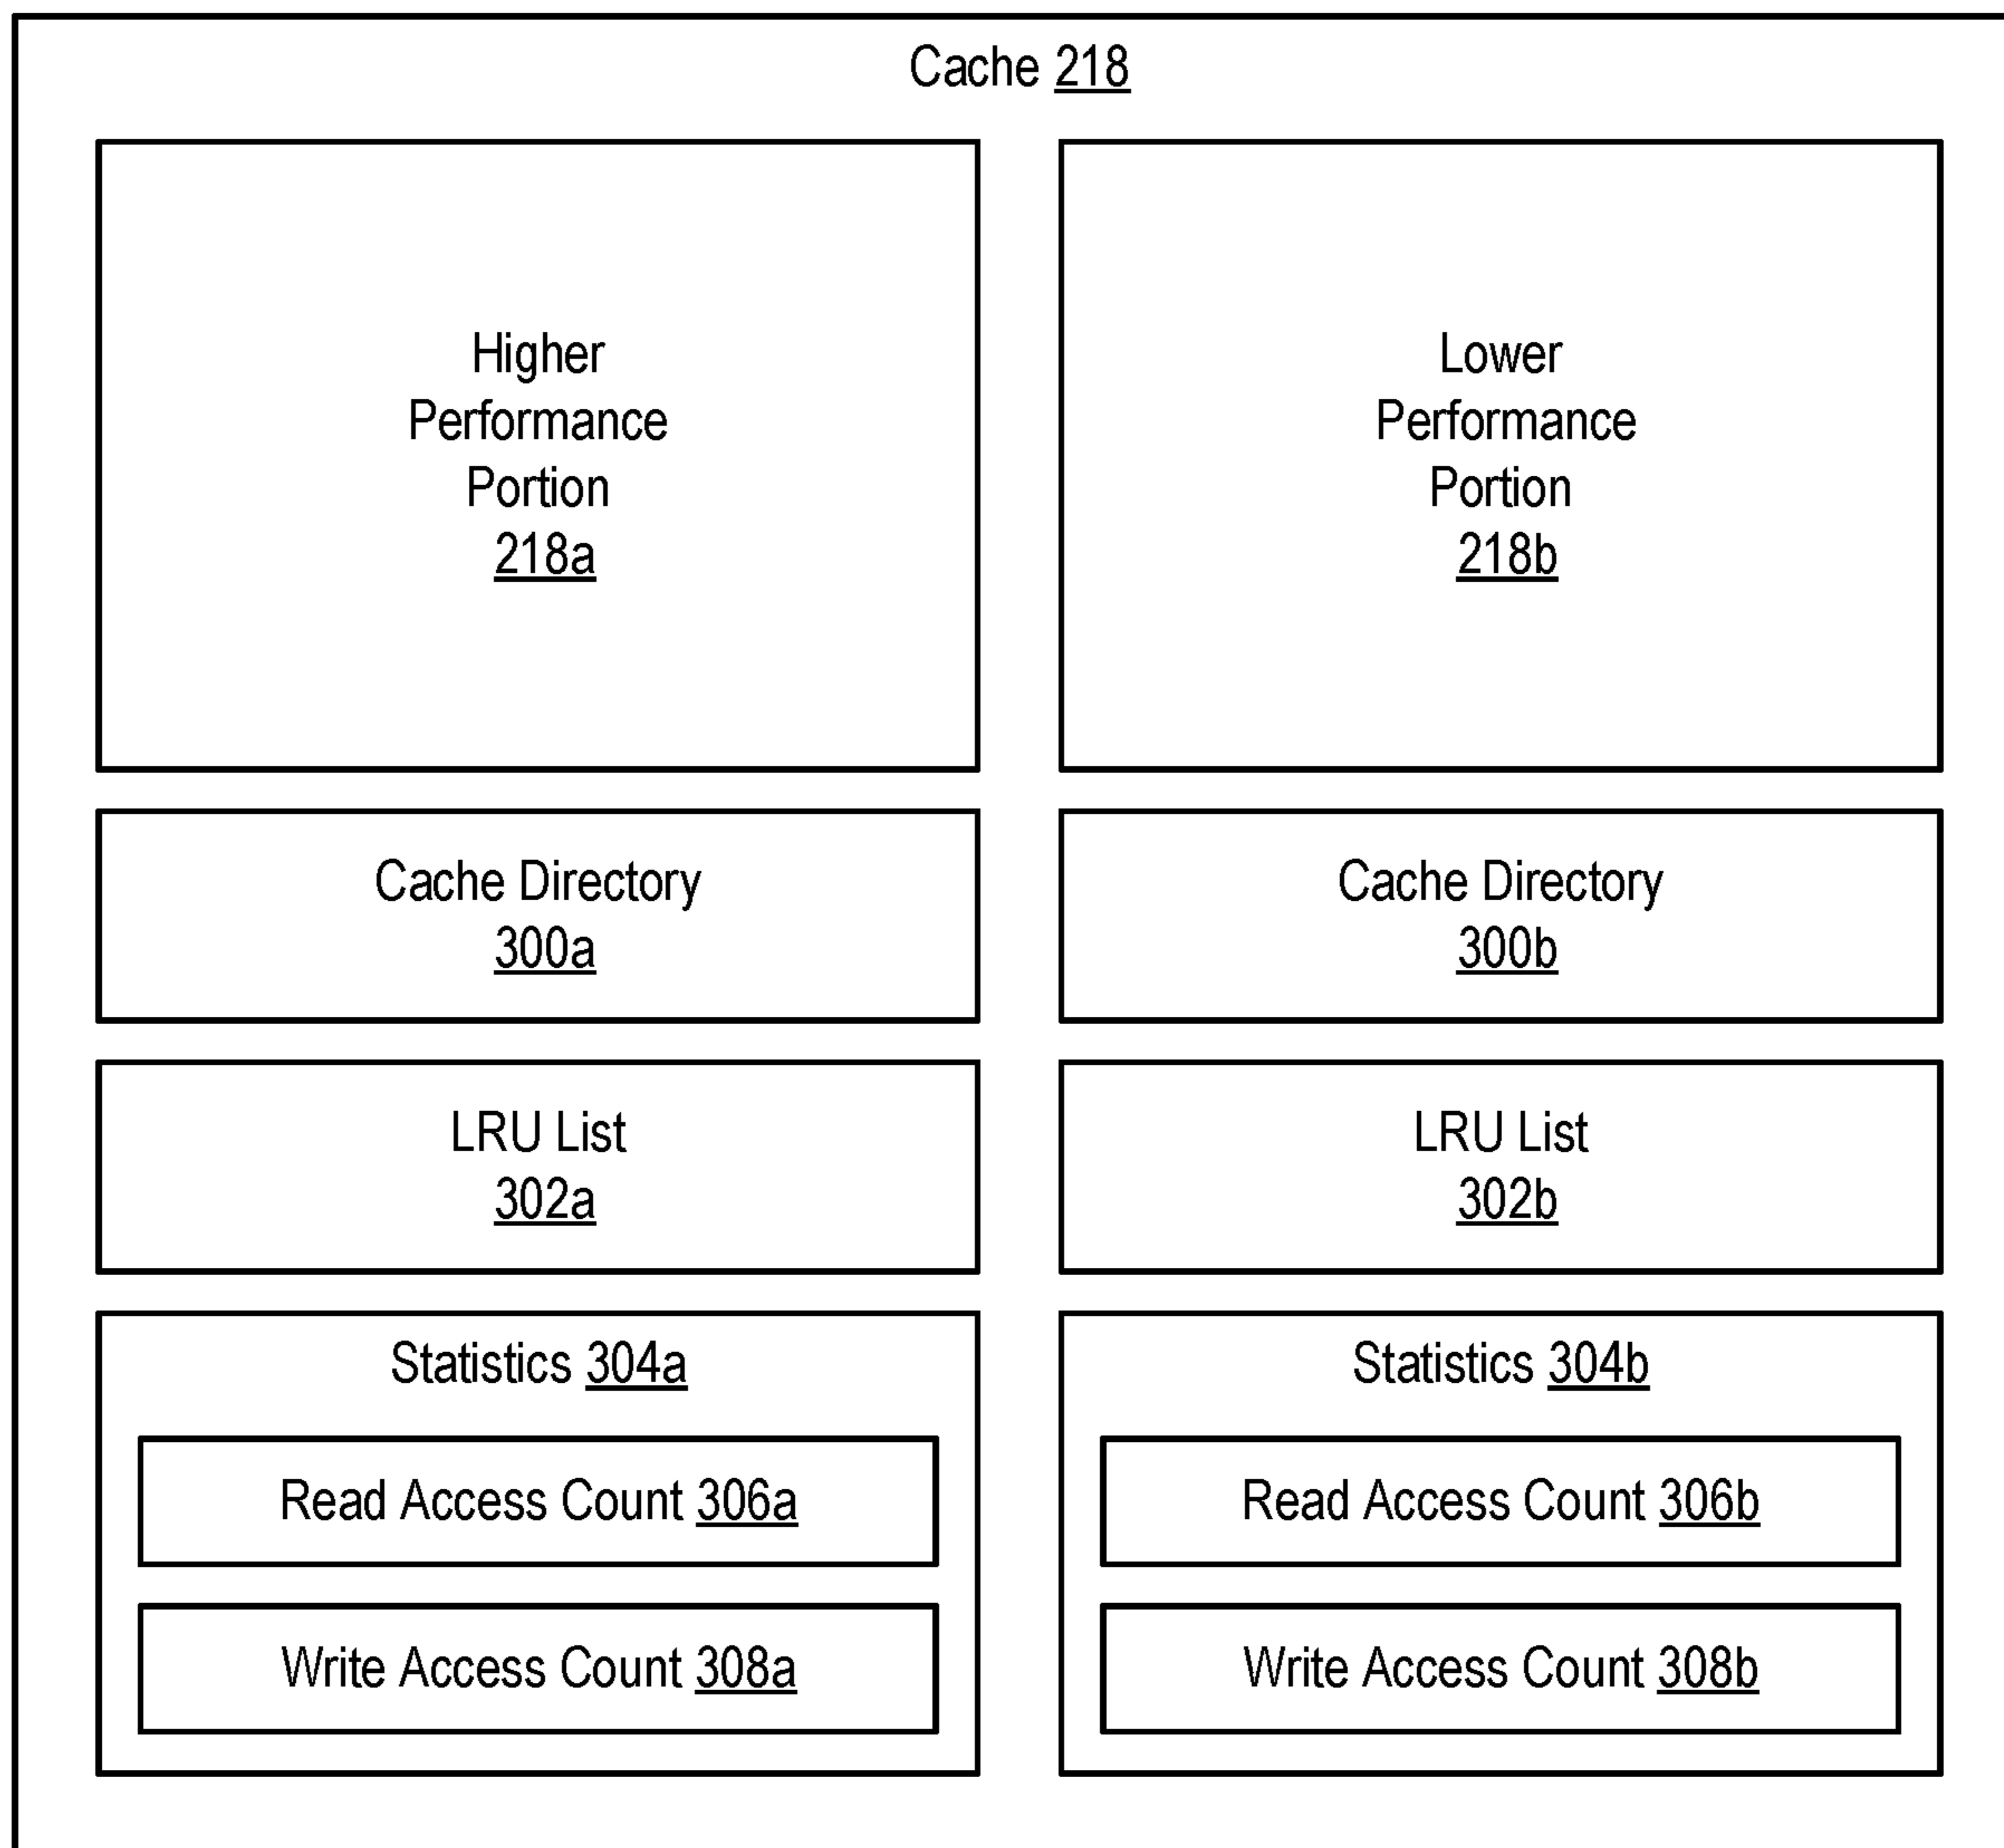 Cache 218
Higher
Performance
Portion
218a
Lower
Performance
Portion
218b
Cache Directory
300a
Cache Directory
300b
LRU List
302a
LRU List
302b
Statistics 304a
Read Access Count 306a
Write Access Count 308a
Statistics 304b
Read Access Count 306b
Write Access Count 308b